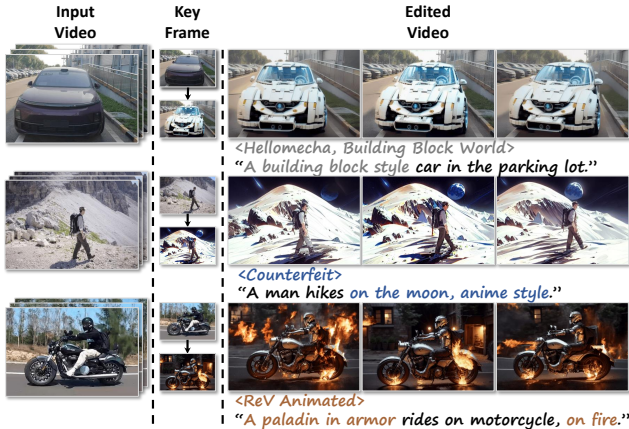 Input Video
Key Frame
Edited Video
<Hellomecha, Building Block World>
“A building block style car in the parking lot.”
<Counterfeit>
“A man hikes on the moon, anime style.”
<ReV Animated>
“A paladin in armor rides on motorcycle, on fire.”